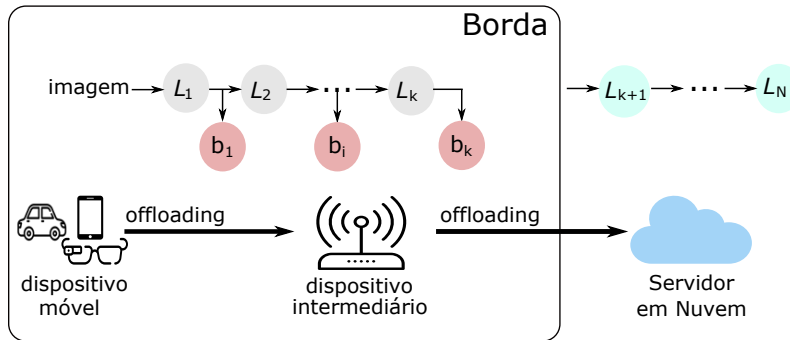 Borda
imagem L1 L2 ... Lk Lk+1 ... LN
b1 bi bk
offloading offloading
dispositivo
móvel
dispositivo
intermediário
Servidor
em Nuvem